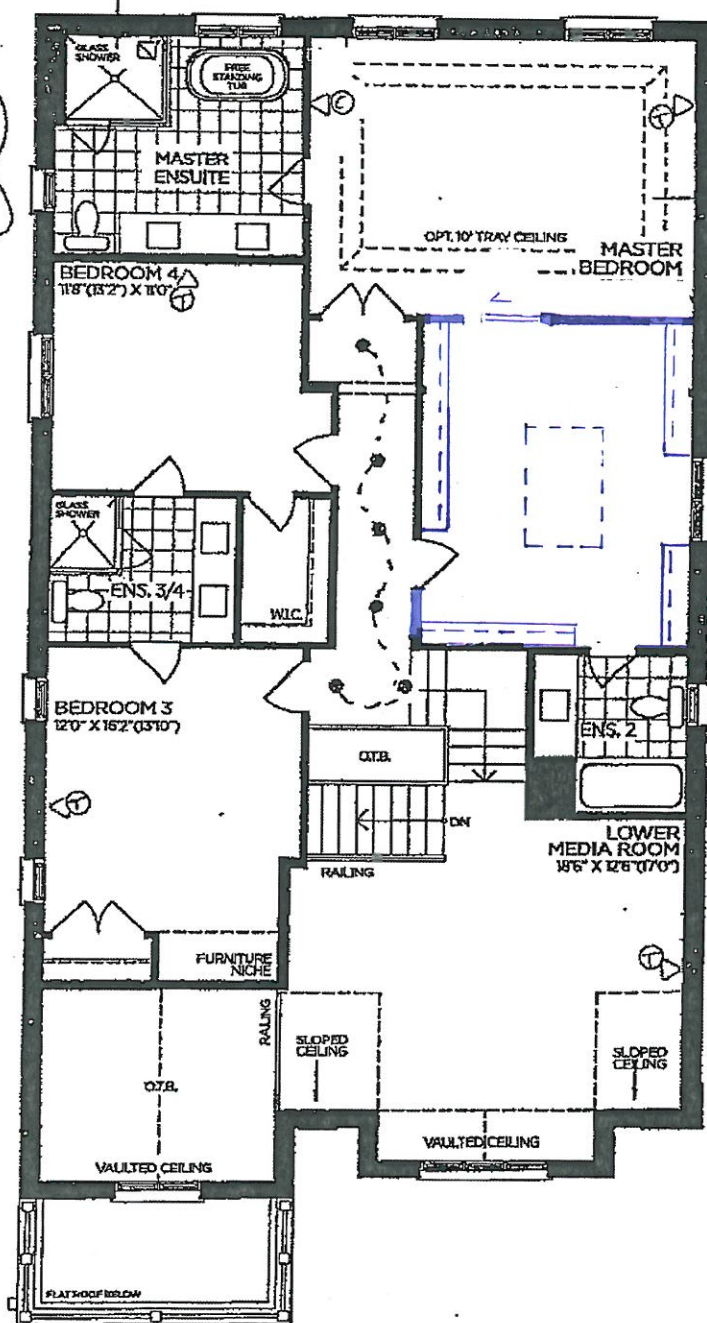 GLASS
SHOWER
FREE
STANDING
TUB
MASTER
ENSUITE
C
T
OPT. 10' TRAY CEILING
MASTER
BEDROOM
BEDROOM 4
11'8"(13'2") X 11'0"
T
GLASS
SHOWER
ENS. 3/4
W.I.C.
BEDROOM 3
12'0" X 16'2"(13'10")
T
O.T.B.
DN
RAILING
ENS. 2
LOWER
MEDIA ROOM
18'6" X 12'6"(17'0")
T
FURNITURE
NICHE
RAILING
O.T.B.
SLOPED
CEILING
SLOPED
CEILING
VAULTED CEILING
VAULTED CEILING
FLAT ROOF BELOW